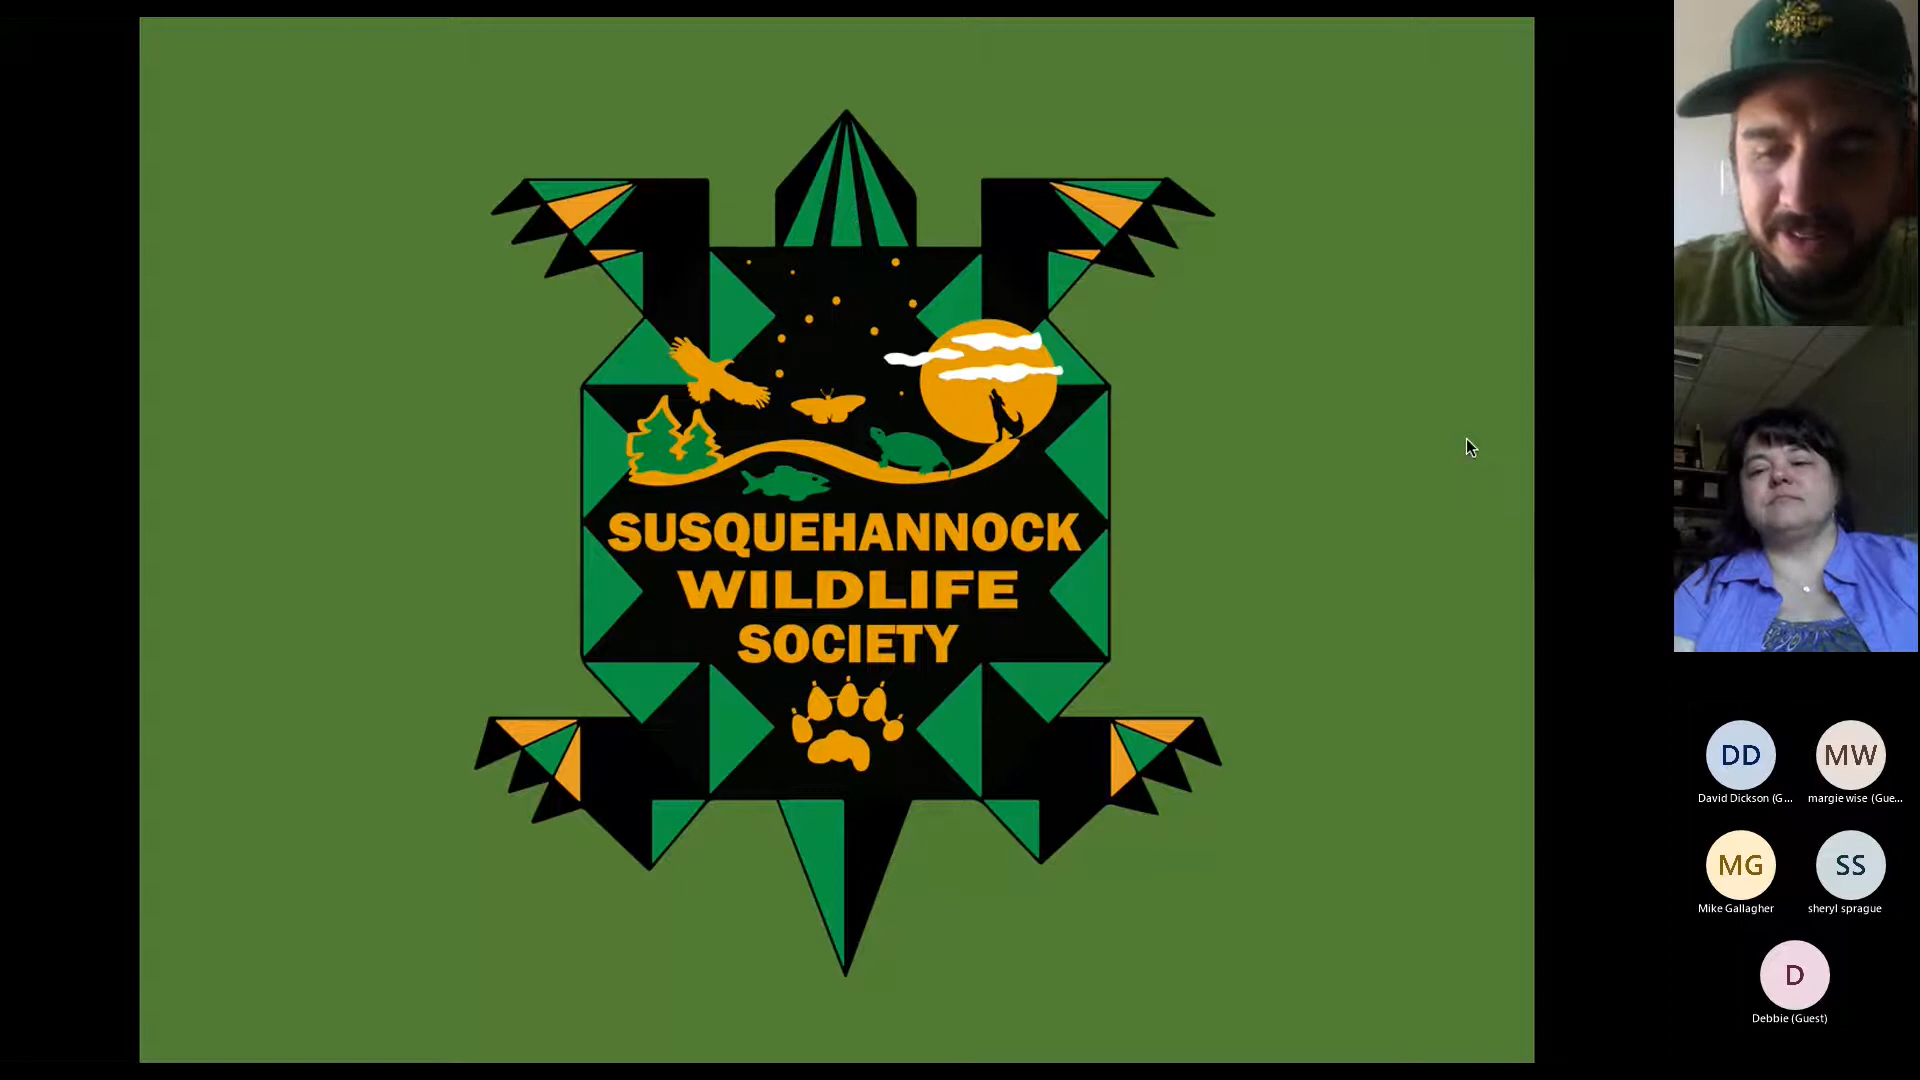 SUSQUEHANNOCK
WILDLIFE
SOCIETY
DD
MW
David Dickson (G...
margie wise (Gue...
MG
SS
Mike Gallagher
sheryl sprague
D
Debbie (Guest)